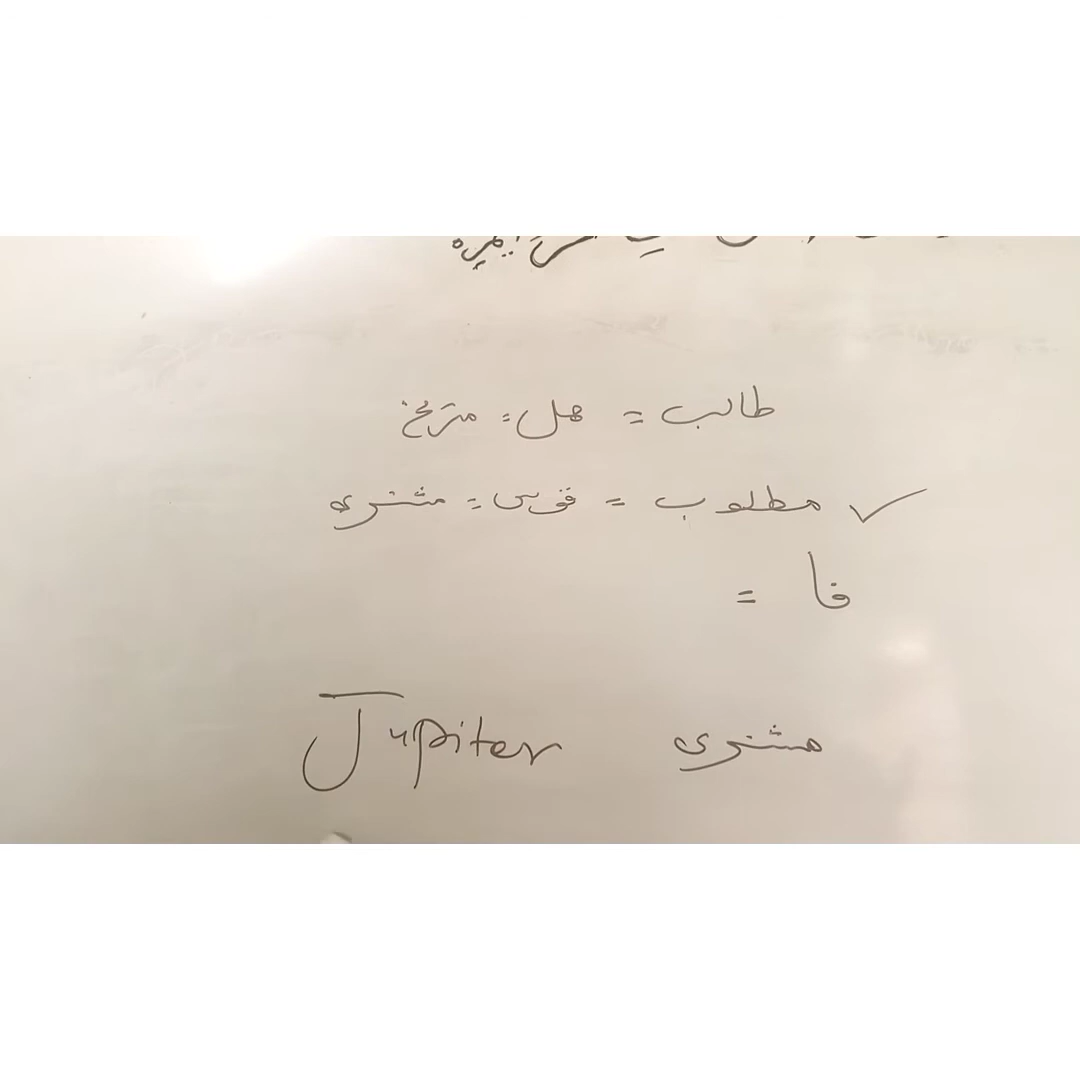 طالب = حمل = مریخ
✓ مطلوب = قوس = مشتری
فا =
مشتری Jupiter